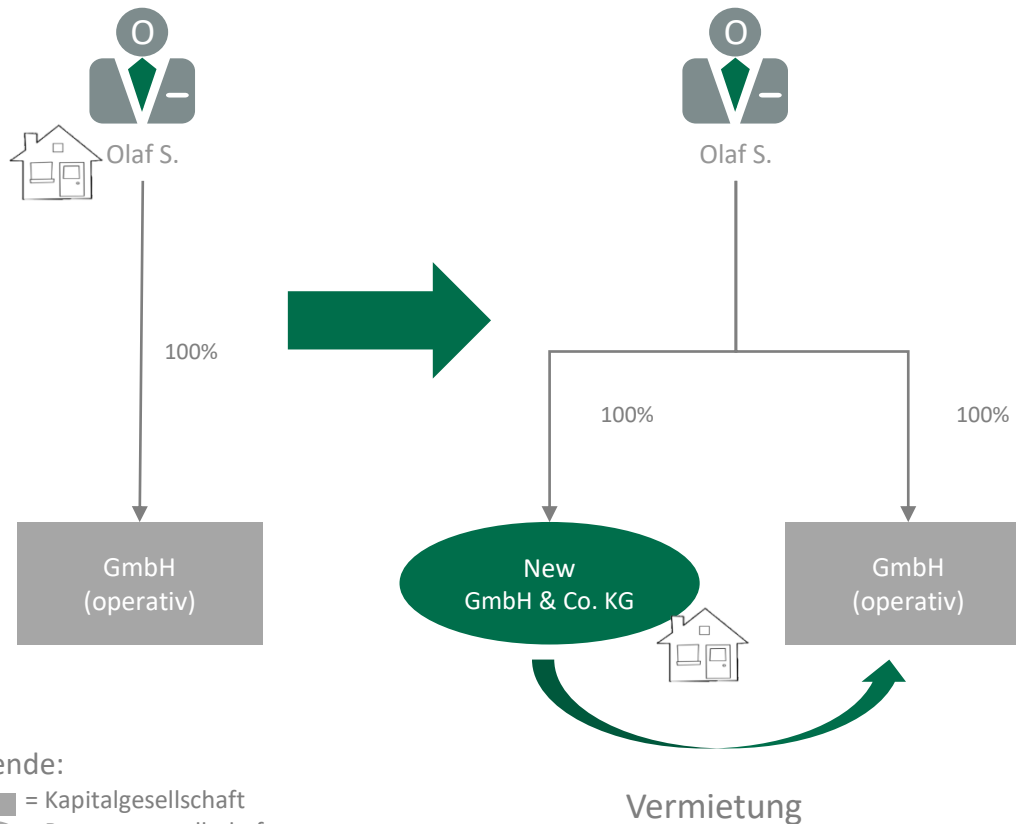 O
Olaf S.
100%
GmbH
(operativ)
O
Olaf S.
100%
100%
New
GmbH & Co. KG
GmbH
(operativ)
Vermietung
ende:
= Kapitalgesellschaft